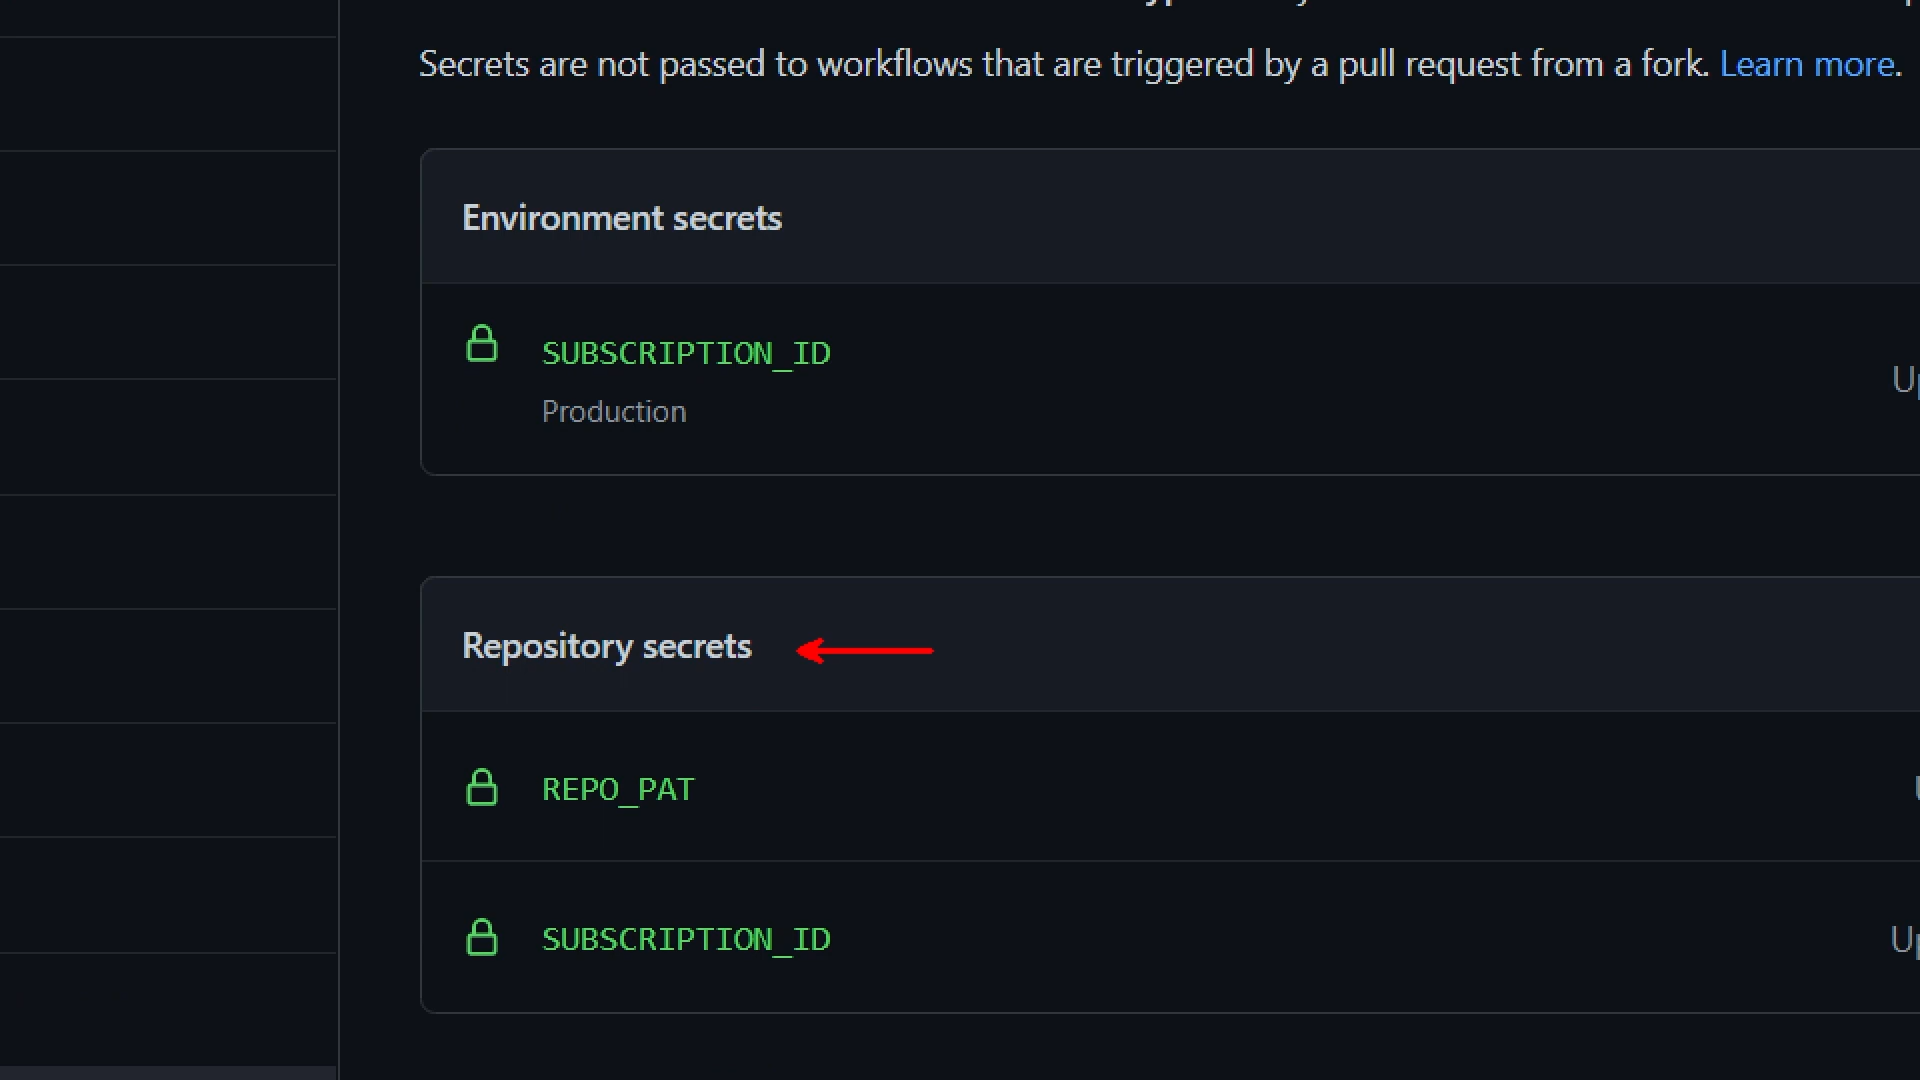 Secrets are not passed to workflows that are triggered by a pull request from a fork. Learn more.
Environment secrets
SUBSCRIPTION_ID
Production
Repository secrets
REPO_PAT
SUBSCRIPTION_ID